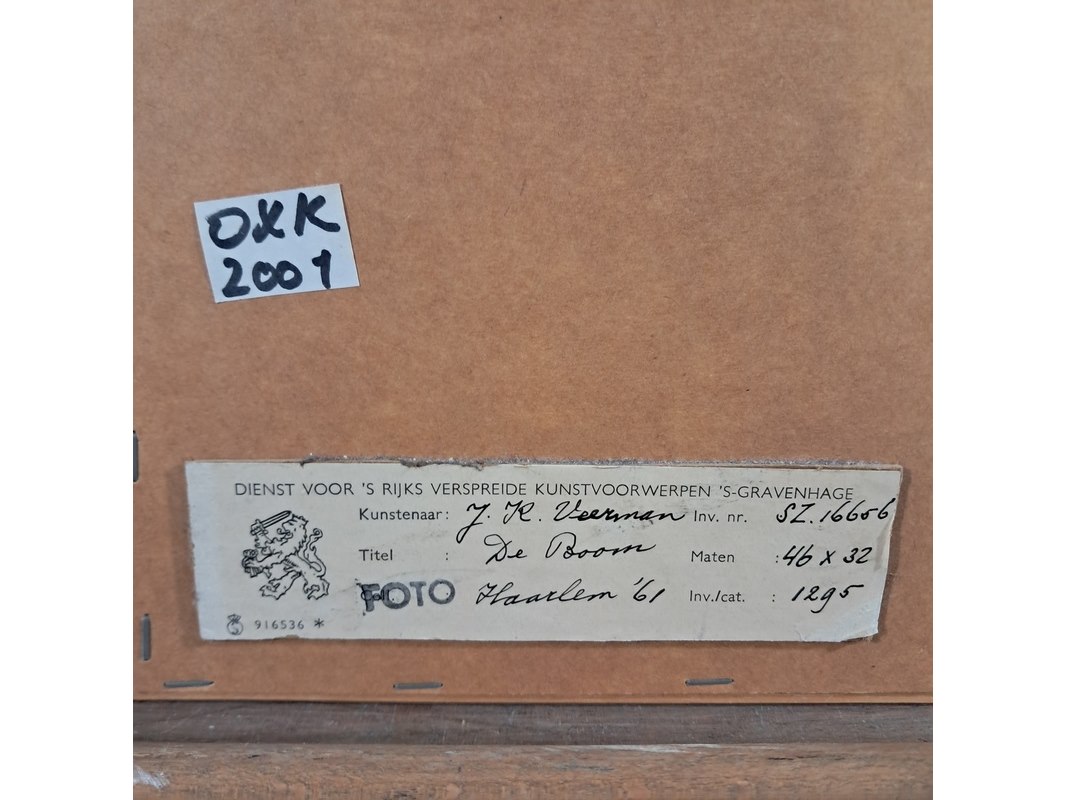 OKK
2001
DIENST VOOR 'S RIJKS VERSPREIDE KUNSTVOORWERPEN 'S-GRAVENHAGE
Kunstenaar: J. K. Veerman Inv. nr. SZ.16656
Titel : De Boom Maten : 46 x 32
Coll. FOTO Haarlem '61 Inv./cat. : 1295
916536 *